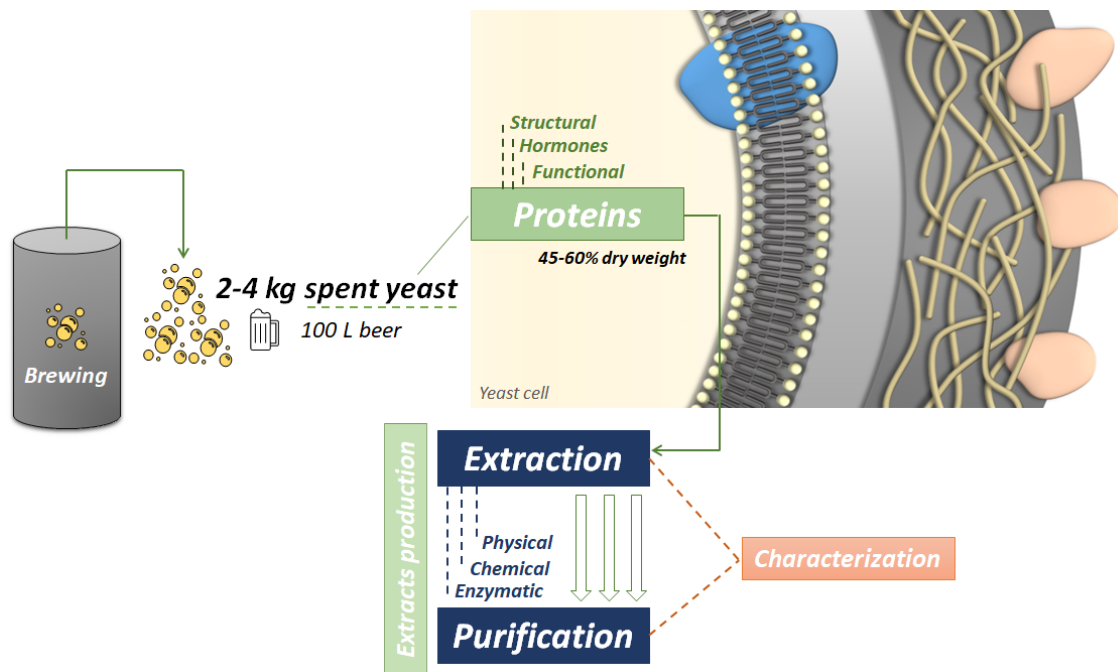 Structural
Hormones
Functional
Proteins
45-60% dry weight
2-4 kg spent yeast
100 L beer
Brewing
Yeast cell
Extracts production
Extraction
Physical
Chemical
Enzymatic
Characterization
Purification